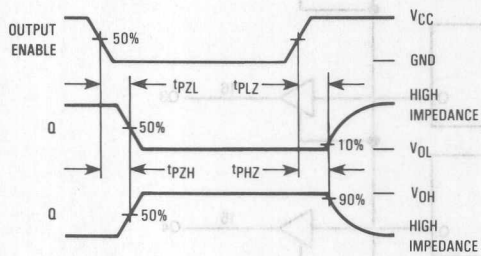 OUTPUT
ENABLE
50%
VCC
GND
tPZL
tPLZ
Q
50%
10%
HIGH
IMPEDANCE
VOL
tPZH
tPHZ
Q
50%
90%
VOH
HIGH
IMPEDANCE